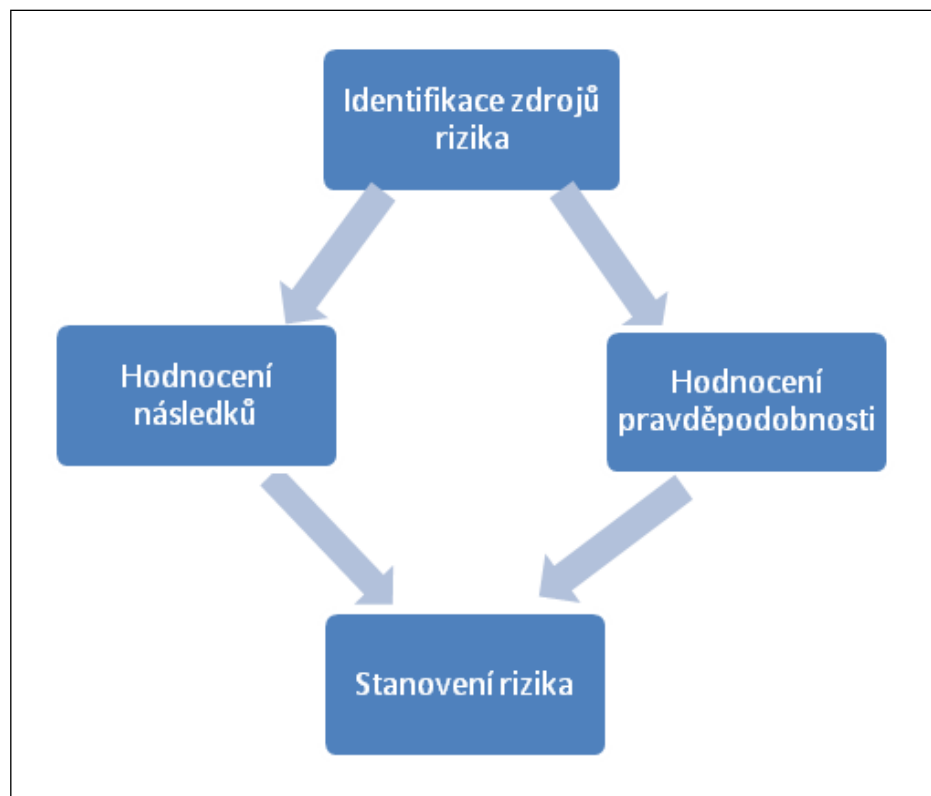 Identifikace zdrojů
rizika
Hodnocení
následků
Hodnocení
pravděpodobnosti
Stanovení rizika